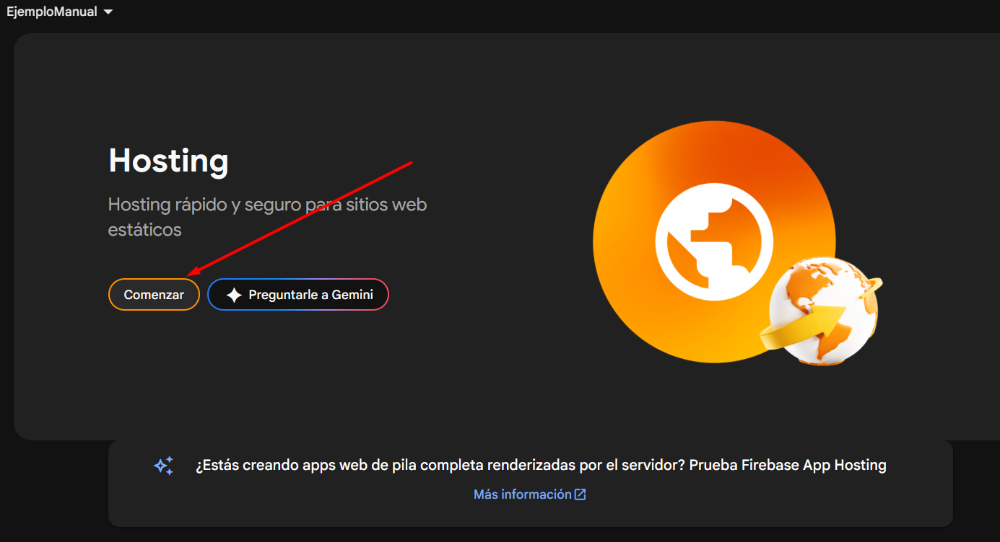 EjemploManual
Hosting
Hosting rápido y seguro para sitios web
estáticos
Comenzar
Preguntarle a Gemini
¿Estás creando apps web de pila completa renderizadas por el servidor? Prueba Firebase App Hosting
Más información